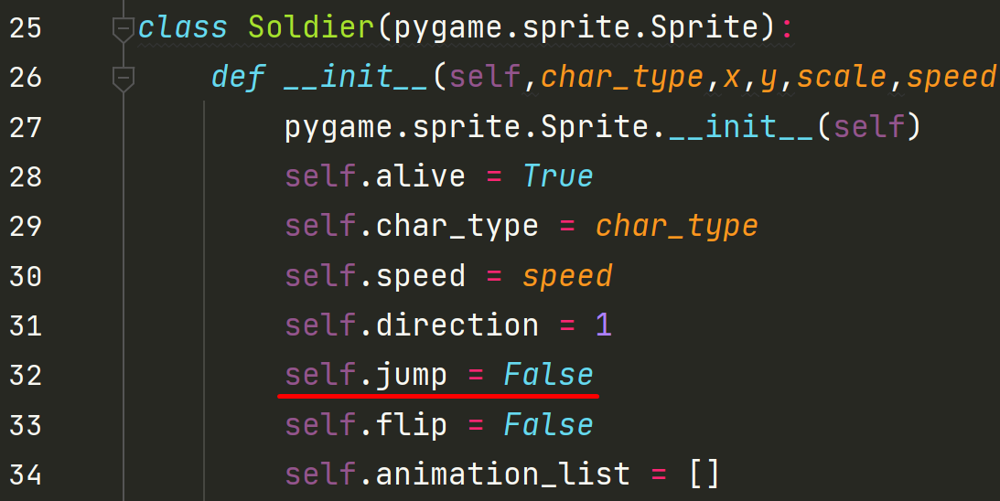 25 class Soldier(pygame.sprite.Sprite):
26 def __init__(self,char_type,x,y,scale,speed
27 pygame.sprite.Sprite.__init__(self)
28 self.alive = True
29 self.char_type = char_type
30 self.speed = speed
31 self.direction = 1
32 self.jump = False
33 self.flip = False
34 self.animation_list = []